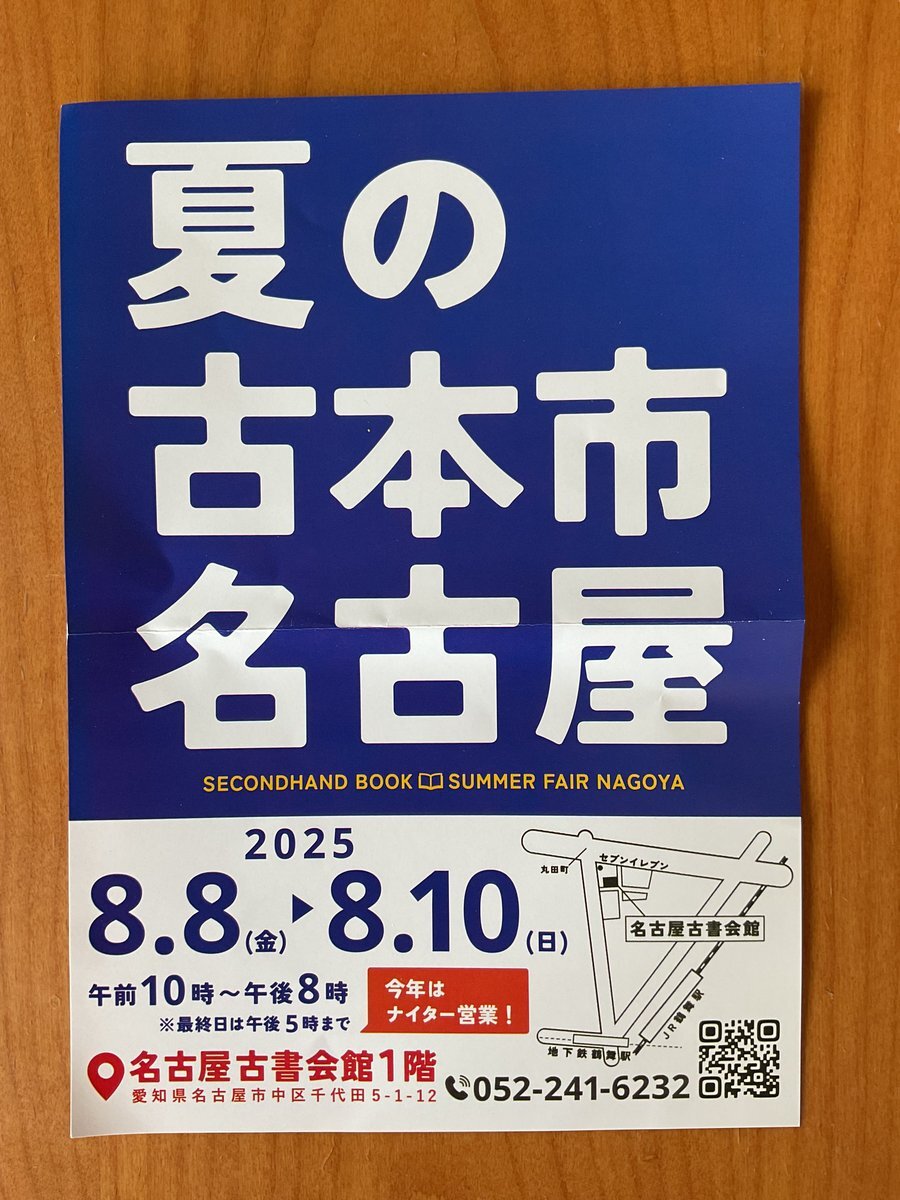 夏の
古本市
名古屋
SECONDHAND BOOK SUMMER FAIR NAGOYA
2025
8.8(金)▶8.10(日)
午前10時～午後8時
※最終日は午後5時まで
今年は
ナイター営業！
名古屋古書会館1階
愛知県名古屋市中区千代田5-1-12
丸田町
セブンイレブン
名古屋古書会館
JR鶴舞駅
地下鉄鶴舞駅
052-241-6232